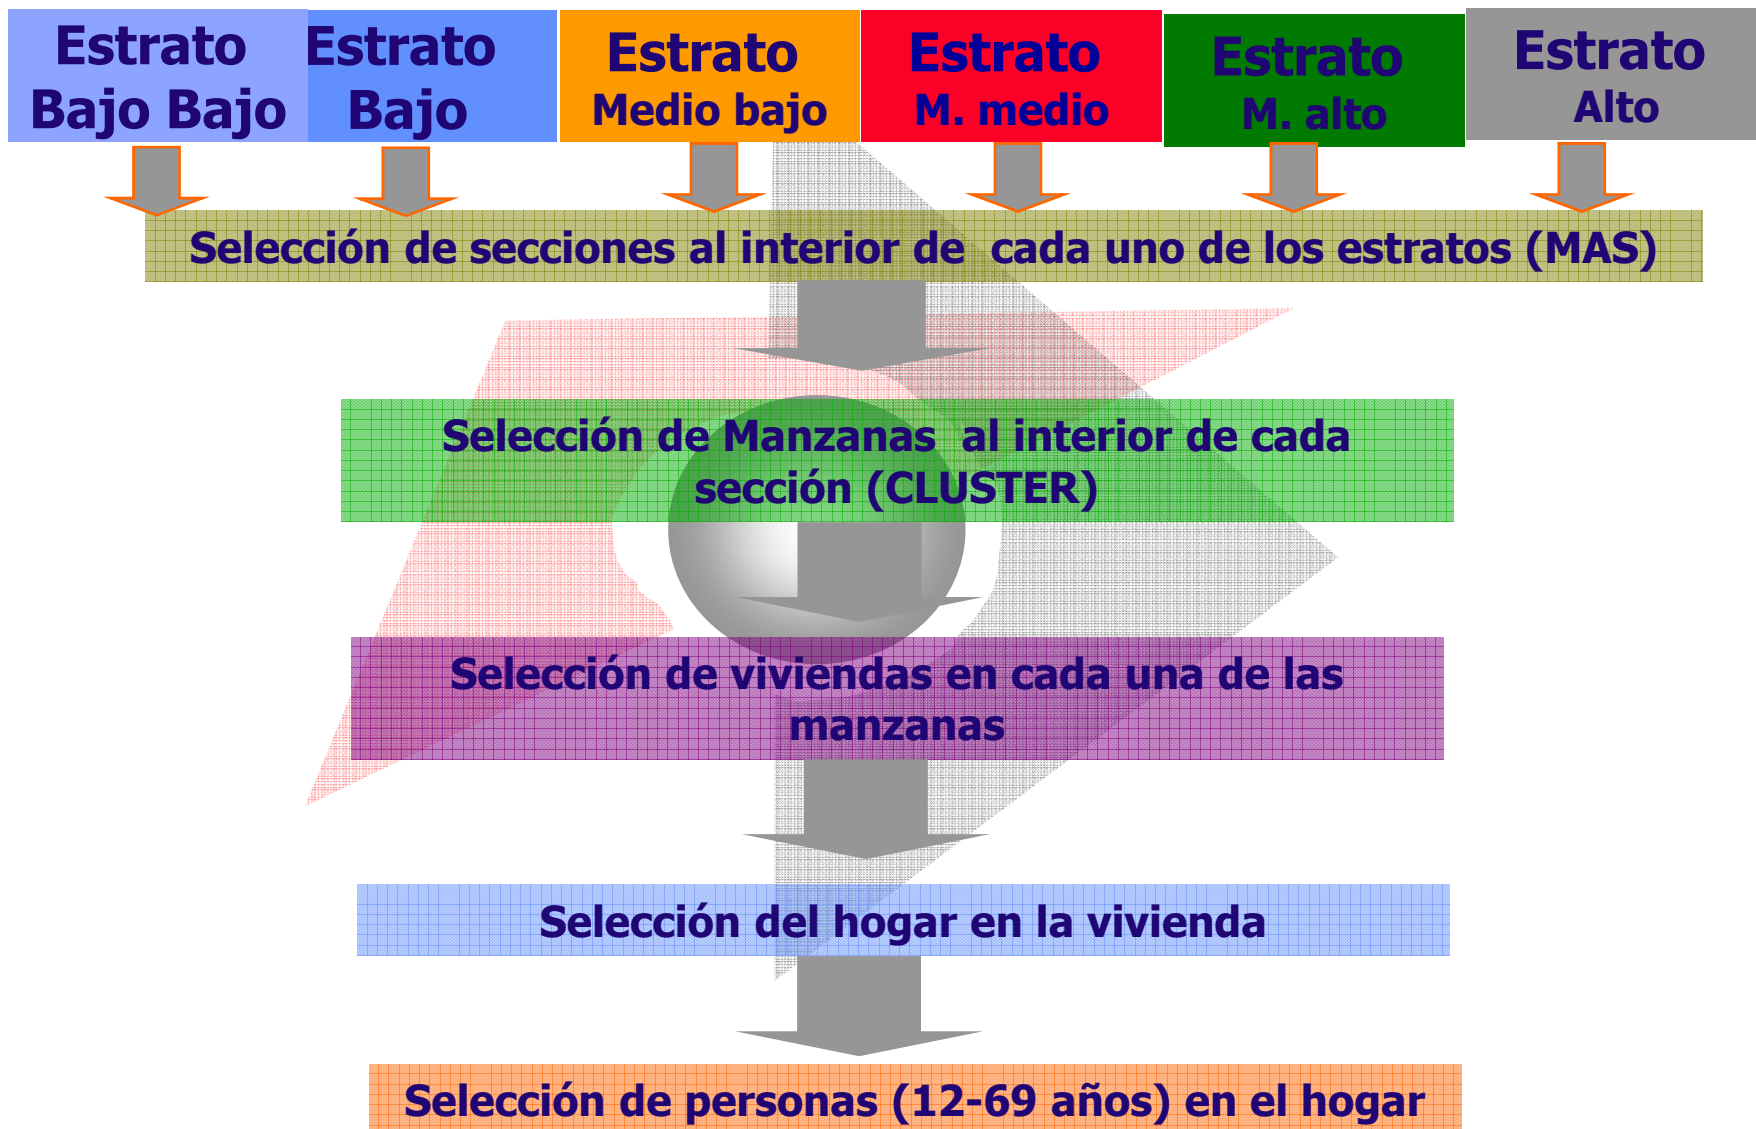 Estrato
Bajo Bajo
Estrato
Bajo
Estrato
Medio bajo
Estrato
M. medio
Estrato
M. alto
Estrato
Alto
Selección de secciones al interior de cada uno de los estratos (MAS)
Selección de Manzanas al interior de cada
sección (CLUSTER)
Selección de viviendas en cada una de las
manzanas
Selección del hogar en la vivienda
Selección de personas (12-69 años) en el hogar